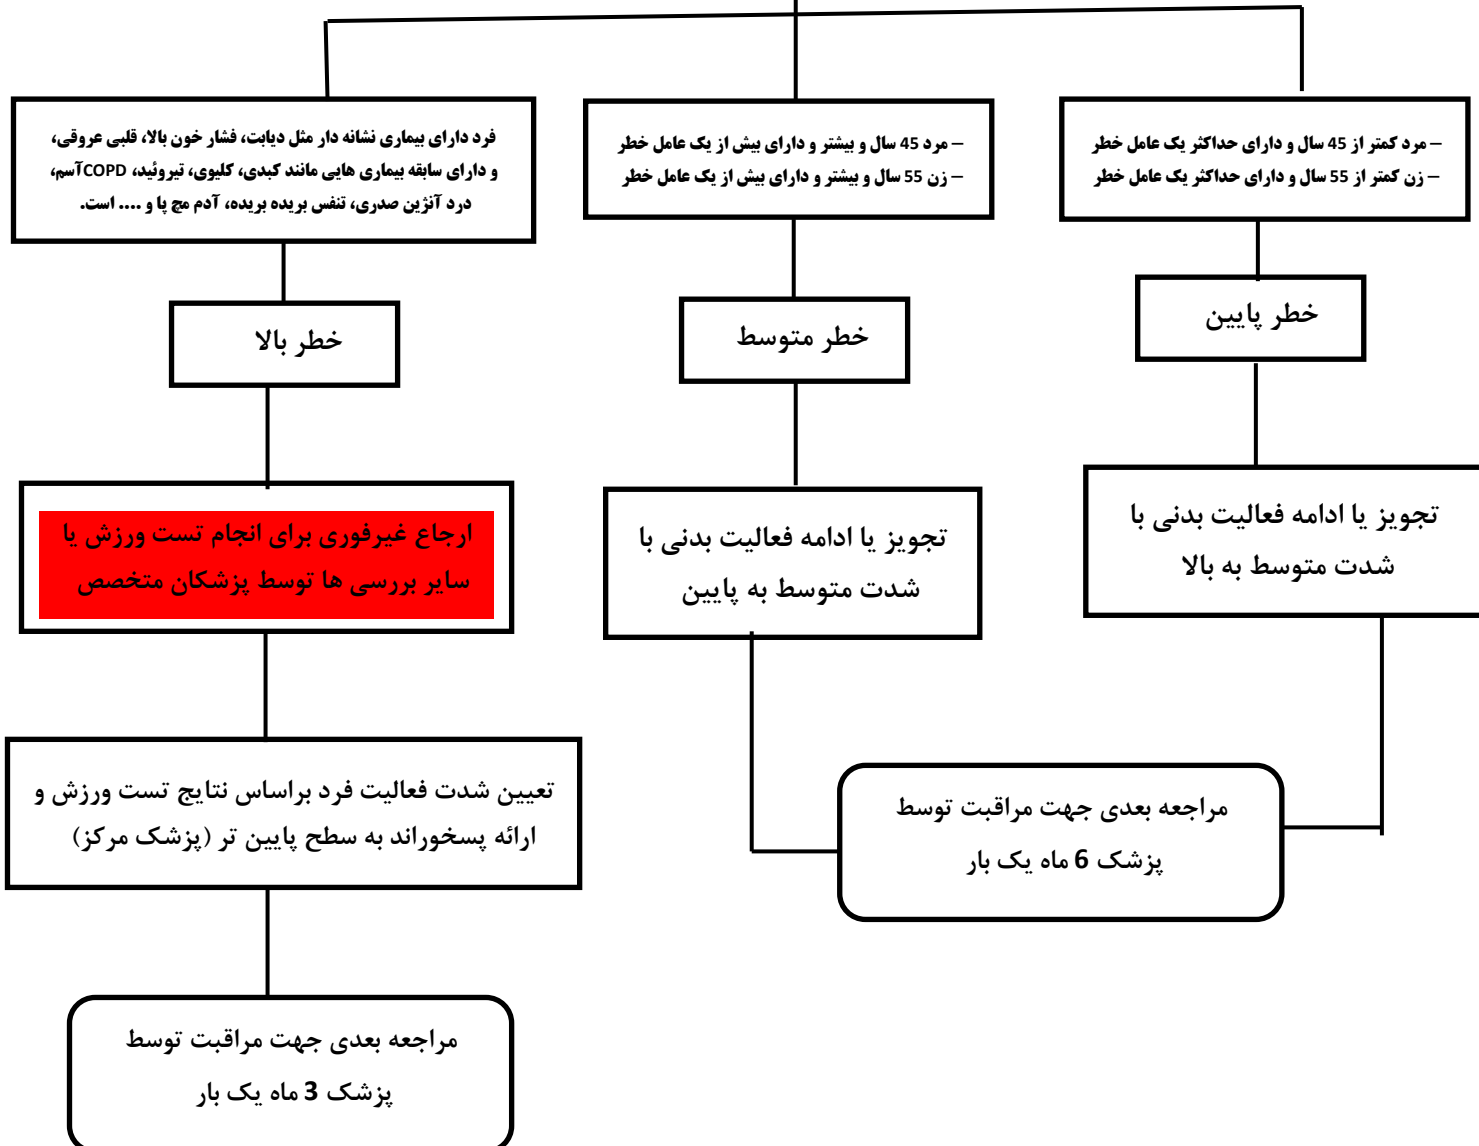 – مرد کمتر از 45 سال و دارای حداکثر یک عامل خطر
– زن کمتر از 55 سال و دارای حداکثر یک عامل خطر
– مرد 45 سال و بیشتر و دارای بیش از یک عامل خطر
– زن 55 سال و بیشتر و دارای بیش از یک عامل خطر
فرد دارای بیماری نشانه دار مثل دیابت، فشار خون بالا، قلبی عروقی،
و دارای سابقه بیماری هایی مانند کبدی، کلیوی، تیروئید، COPDآسم،
درد آنژین صدری، تنفس بریده بریده، آدم مچ پا و .... است.
خطر پایین
خطر متوسط
خطر بالا
تجویز یا ادامه فعالیت بدنی با
شدت متوسط به بالا
تجویز یا ادامه فعالیت بدنی با
شدت متوسط به پایین
ارجاع غیرفوری برای انجام تست ورزش یا
سایر بررسی ها توسط پزشکان متخصص
مراجعه بعدی جهت مراقبت توسط
پزشک 6 ماه یک بار
تعیین شدت فعالیت فرد براساس نتایج تست ورزش و
ارائه پسخوراند به سطح پایین تر (پزشک مرکز)
مراجعه بعدی جهت مراقبت توسط
پزشک 3 ماه یک بار